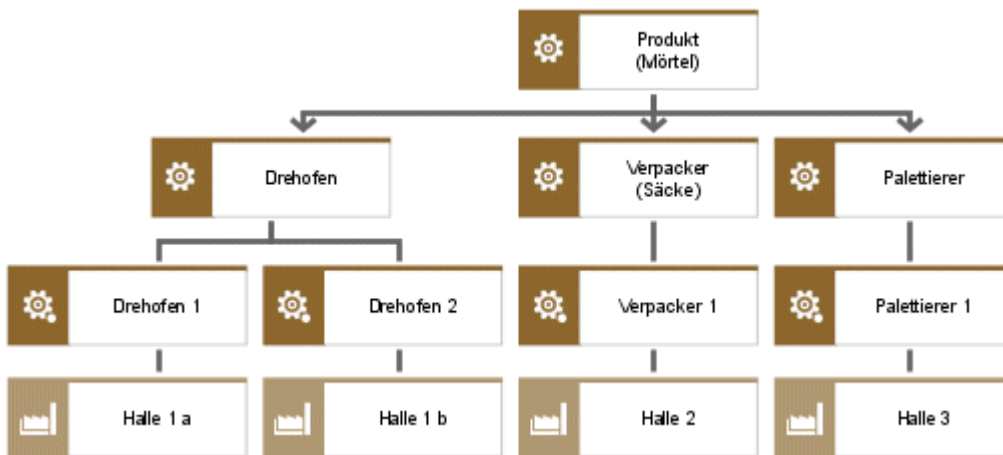 Produkt
(Mörtel)
Drehofen
Verpacker
(Säcke)
Palettierer
Drehofen 1
Drehofen 2
Verpacker 1
Palettierer 1
Halle 1 a
Halle 1 b
Halle 2
Halle 3